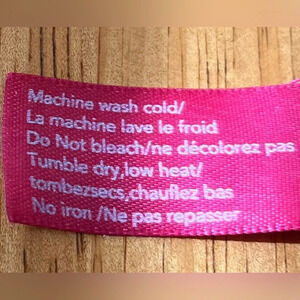 Machine wash cold/
La machine lave le froid
Do Not bleach/ne décolorez pas
Tumble dry,low heat/
tombezsecs,chauflez bas
No iron /Ne pas repasser